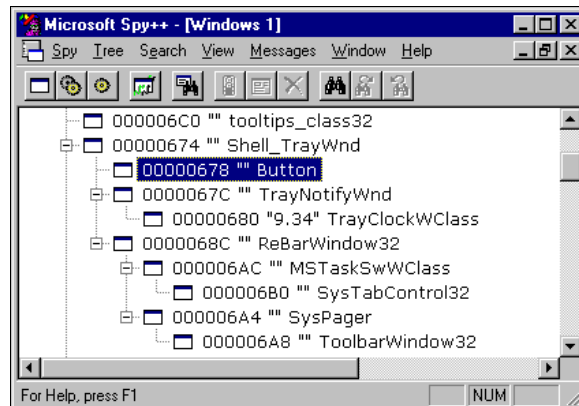 Microsoft Spy++ - [Windows 1]
Spy Tree Search View Messages Window Help
000006C0 "" tooltips_class32
00000674 "" Shell_TrayWnd
00000678 "" Button
0000067C "" TrayNotifyWnd
00000680 "9.34" TrayClockWClass
0000068C "" ReBarWindow32
000006AC "" MSTaskSwWClass
000006B0 "" SysTabControl32
000006A4 "" SysPager
000006A8 "" ToolbarWindow32
For Help, press F1 NUM